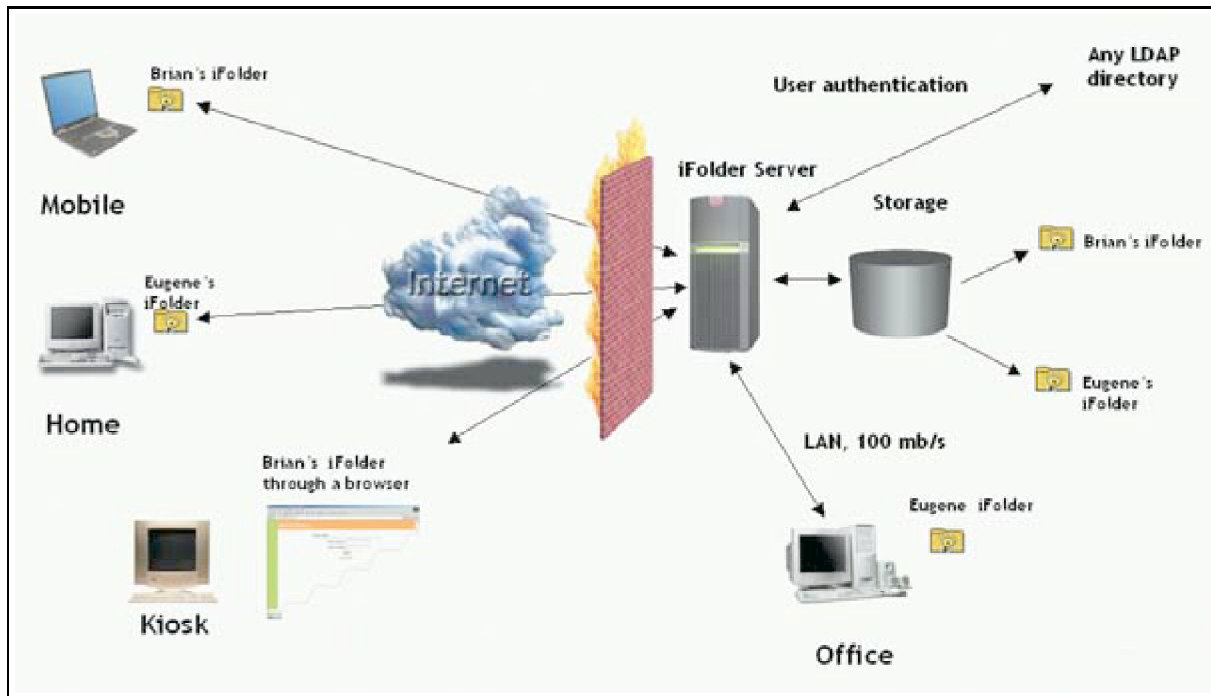 Brian's iFolder
Mobile
Eugene's
iFolder
Home
Internet
Brian's iFolder
through a browser
Kiosk
User authentication
Any LDAP
directory
iFolder Server
Storage
Brian's iFolder
Eugene's
iFolder
LAN, 100 mb/s
Eugene iFolder
Office